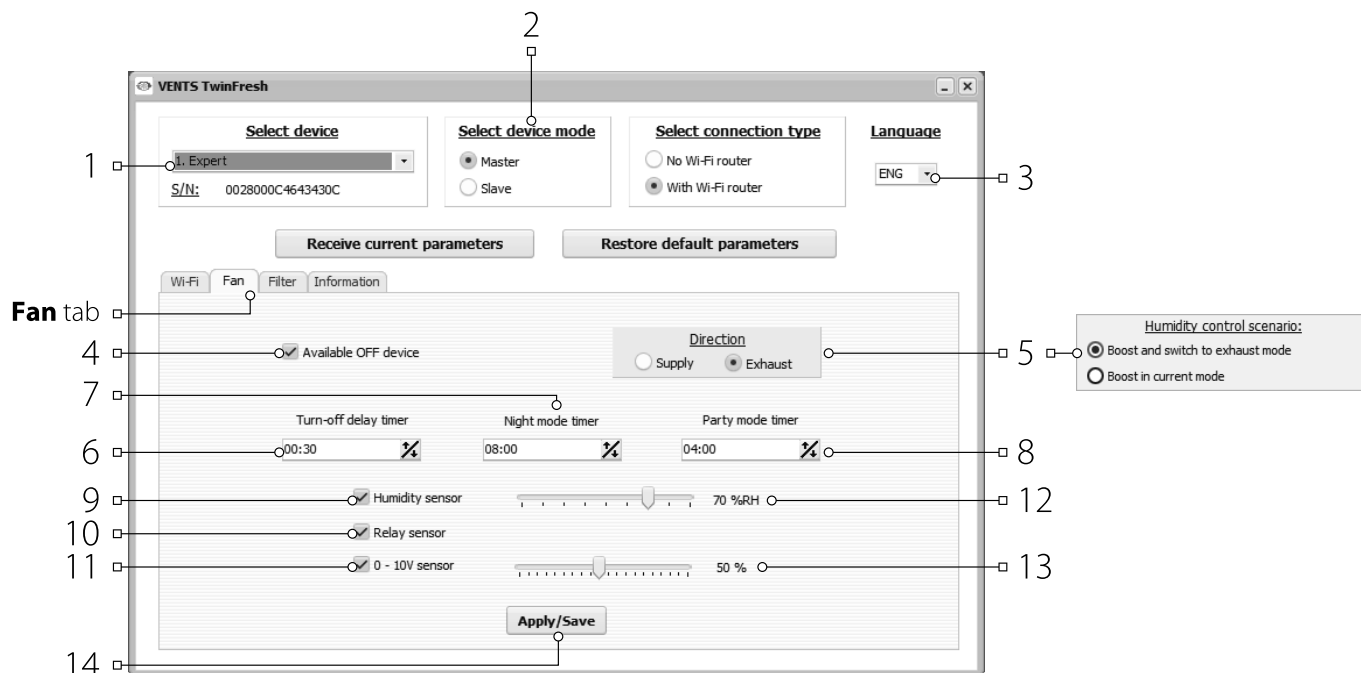 2
VENTS TwinFresh
Select device
Select device mode
Select connection type
Language
1
1. Expert
Master
No Wi-Fi router
ENG
3
S/N: 0028000C4643430C
Slave
With Wi-Fi router
Receive current parameters
Restore default parameters
Wi-Fi
Fan
Filter
Information
Fan tab
4
Available OFF device
Direction
Supply
Exhaust
5
Humidity control scenario:
Boost and switch to exhaust mode
Boost in current mode
7
Turn-off delay timer
Night mode timer
Party mode timer
6
00:30
08:00
04:00
8
9
Humidity sensor
70 %RH
12
10
Relay sensor
11
0 - 10V sensor
50 %
13
Apply/Save
14